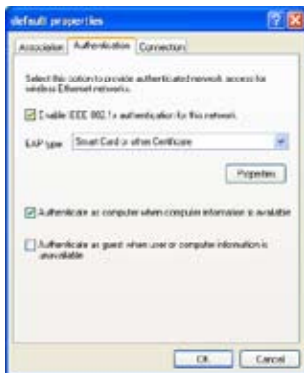 default properties
Association Authentication Connection
Select this option to provide authenticated network access for
wireless Ethernet networks.
Enable IEEE 802.1x authentication for this network
EAP type: Smart Card or other Certificate
Properties
Authenticate as computer when computer information is available
Authenticate as guest when user or computer information is
unavailable
OK Cancel